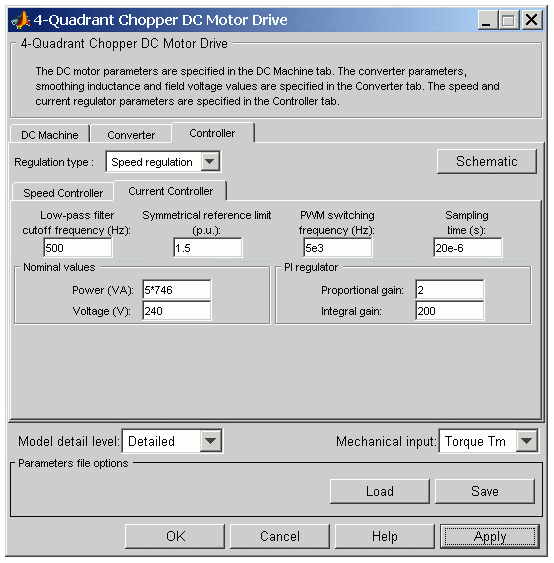 4-Quadrant Chopper DC Motor Drive
4-Quadrant Chopper DC Motor Drive
The DC motor parameters are specified in the DC Machine tab. The converter parameters,
smoothing inductance and field voltage values are specified in the Converter tab. The speed and
current regulator parameters are specified in the Controller tab.
DC Machine Converter Controller
Regulation type : Speed regulation Schematic
Speed Controller Current Controller
Low-pass filter Symmetrical reference limit PWM switching Sampling
cutoff frequency (Hz): (p.u.): frequency (Hz): time (s):
500 1.5 5e3 20e-6
Nominal values PI regulator
Power (VA): 5*746 Proportional gain: 2
Voltage (V): 240 Integral gain: 200
Model detail level: Detailed Mechanical input: Torque Tm
Parameters file options
Load Save
OK Cancel Help Apply